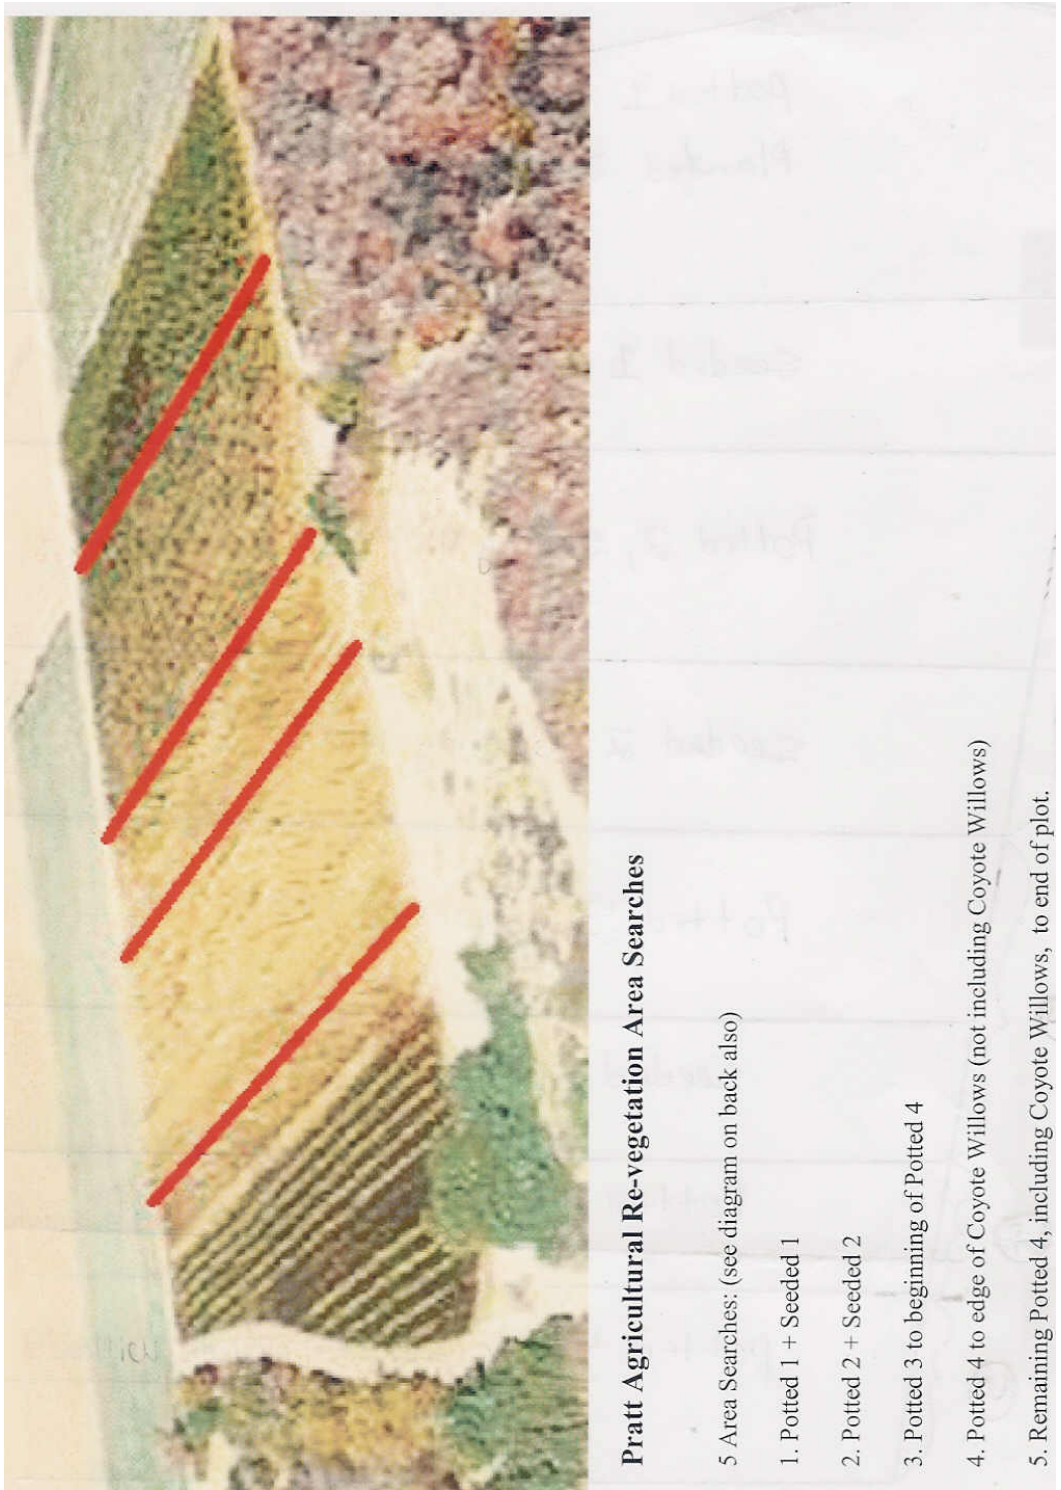 Pratt Agricultural Re-vegetation Area Searches
5 Area Searches: (see diagram on back also)
1. Potted 1 + Seeded 1
2. Potted 2 + Seeded 2
3. Potted 3 to beginning of Potted 4
4. Potted 4 to edge of Coyote Willows (not including Coyote Willows)
5. Remaining Potted 4, including Coyote Willows, to end of plot.